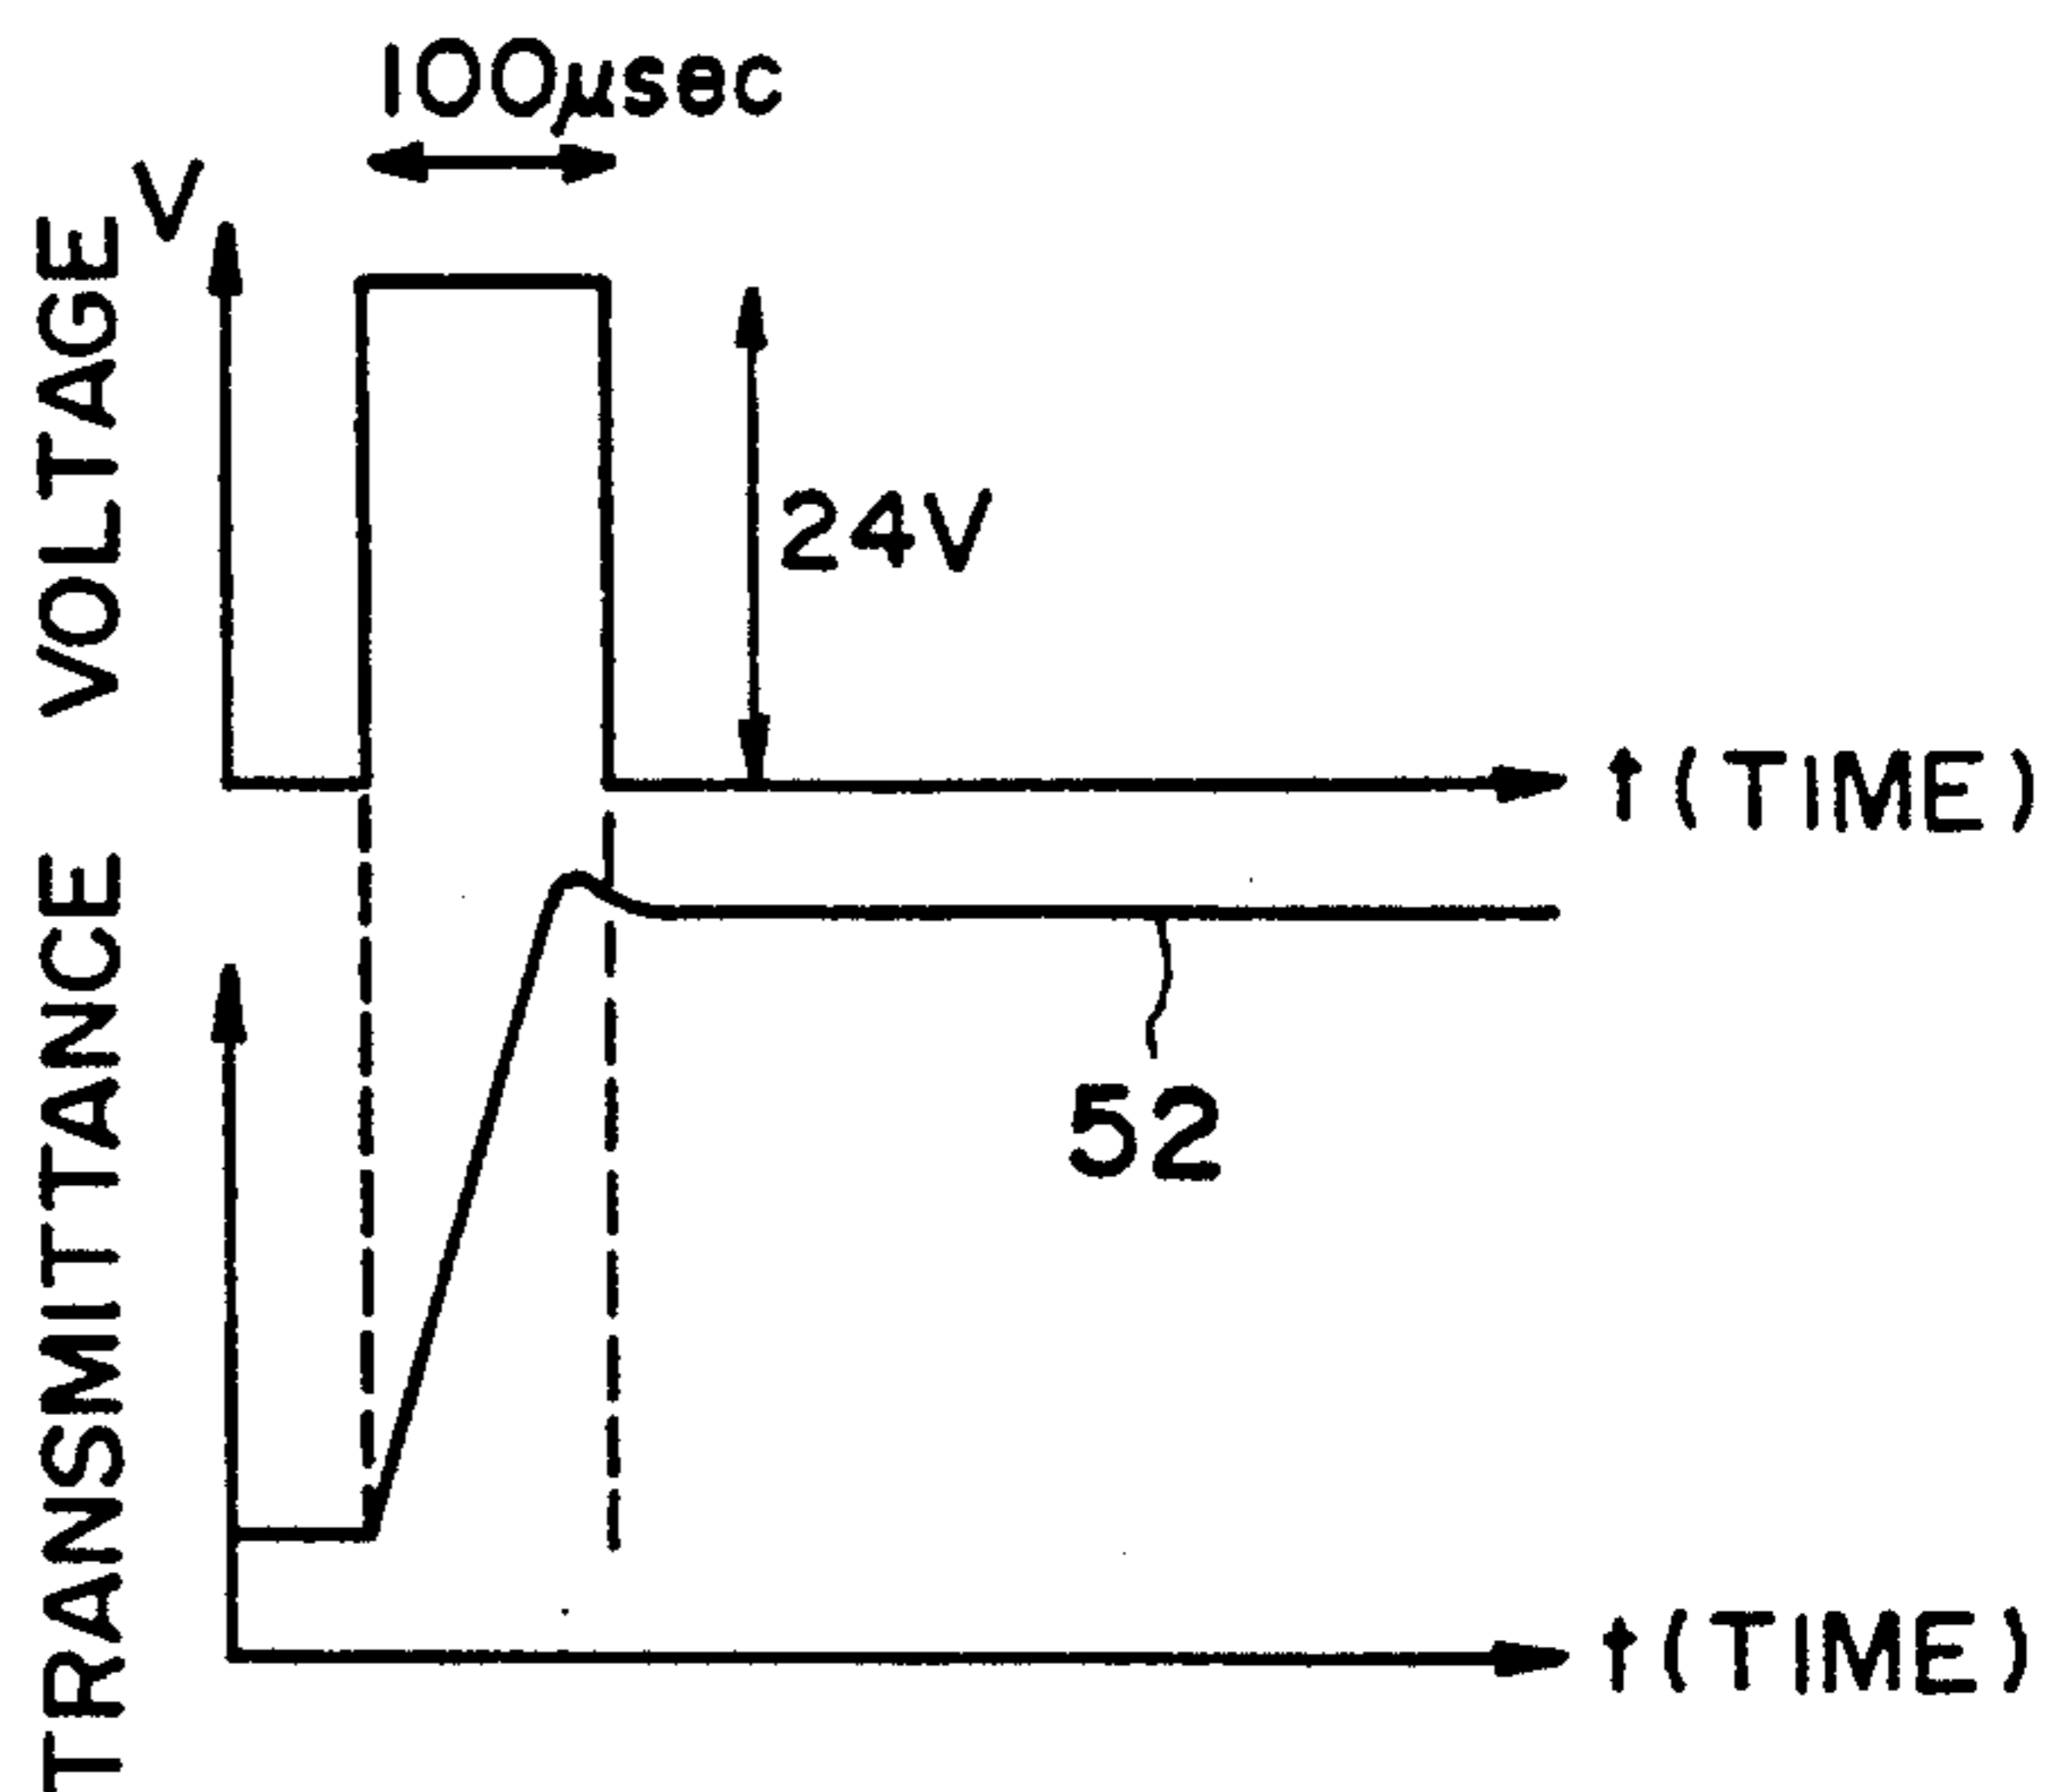 100μsec
V
VOLTAGE
24V
t (TIME)
TRANSMITTANCE
52
t (TIME)